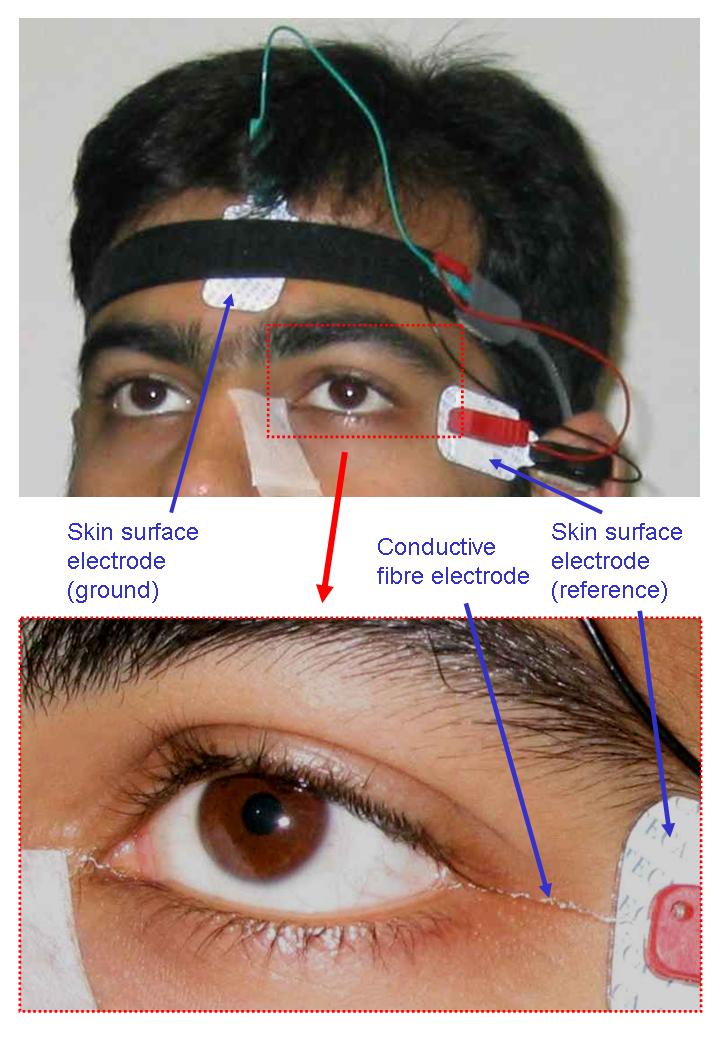 Skin surface
electrode
(ground)
Conductive
fibre electrode
Skin surface
electrode
(reference)